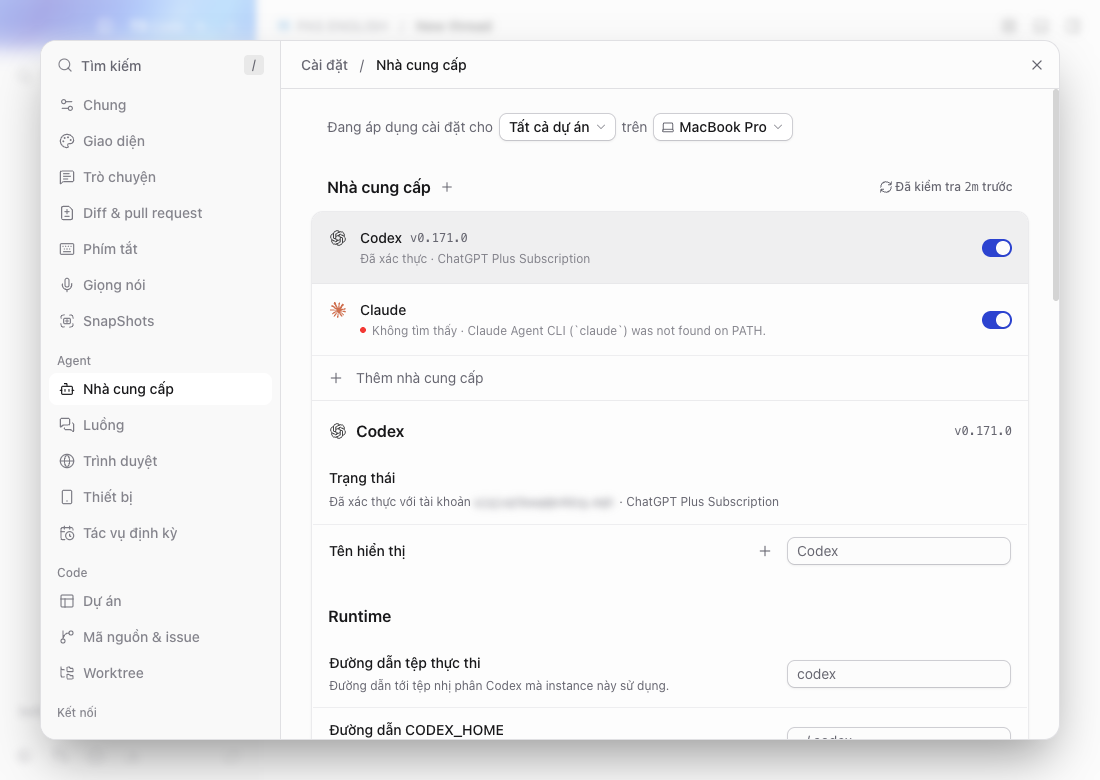 Tìm kiếm
/
Chung
Giao diện
Trò chuyện
Diff & pull request
Phím tắt
Giọng nói
SnapShots
Agent
Nhà cung cấp
Luồng
Trình duyệt
Thiết bị
Tác vụ định kỳ
Code
Dự án
Mã nguồn & issue
Worktree
Kết nối
Cài đặt / Nhà cung cấp
Đang áp dụng cài đặt cho Tất cả dự án trên MacBook Pro
Nhà cung cấp
Đã kiểm tra 2m trước
Codex v0.171.0
Đã xác thực · ChatGPT Plus Subscription
Claude
Không tìm thấy · Claude Agent CLI (`claude`) was not found on PATH.
Thêm nhà cung cấp
Codex v0.171.0
Trạng thái
Đã xác thực với tài khoản · ChatGPT Plus Subscription
Tên hiển thị
Codex
Runtime
Đường dẫn tệp thực thi
Đường dẫn tới tệp nhị phân Codex mà instance này sử dụng.
codex
Đường dẫn CODEX_HOME